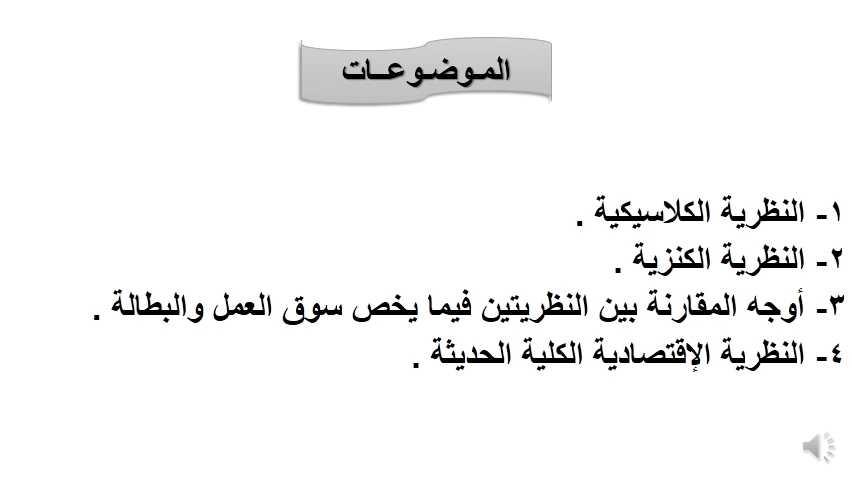 المـوضـوعــات
١- النظرية الكلاسيكية .
٢- النظرية الكنزية .
٣- أوجه المقارنة بين النظريتين فيما يخص سوق العمل والبطالة .
٤- النظرية الإقتصادية الكلية الحديثة .